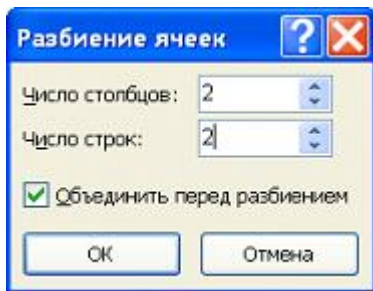 Разбиение ячеек ?
Число столбцов: 2
Число строк: 2
Объединить перед разбиением
ОК Отмена